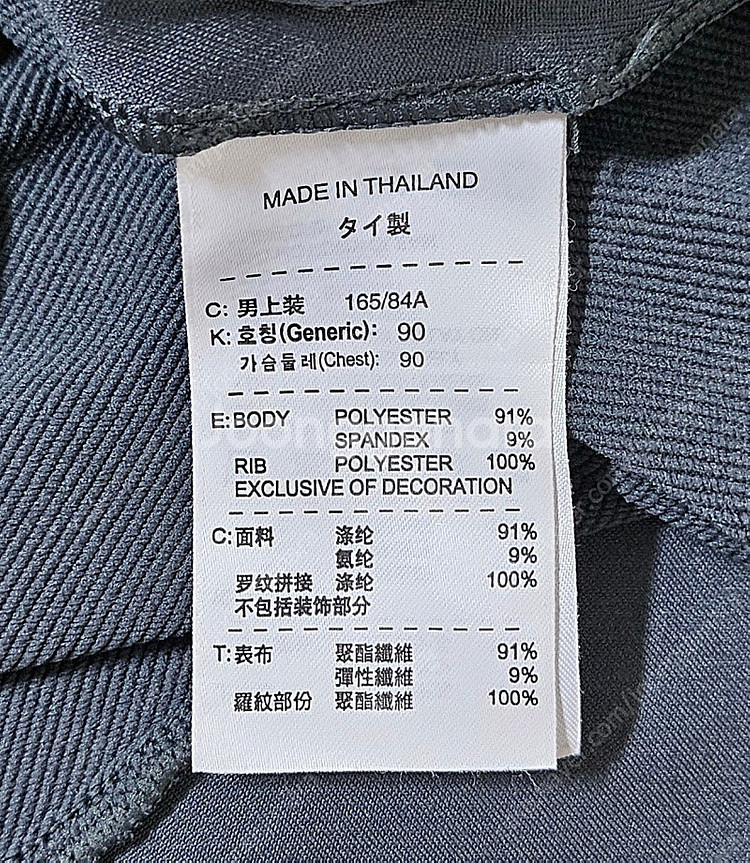 MADE IN THAILAND
タイ製
C: 男上装 165/84A
K: 호칭(Generic): 90
가슴둘레(Chest): 90
E: BODY POLYESTER 91%
SPANDEX 9%
RIB POLYESTER 100%
EXCLUSIVE OF DECORATION
C: 面料 涤纶 91%
氨纶 9%
罗纹拼接 涤纶 100%
不包括装饰部分
T: 表布 聚酯纖維 91%
彈性纖維 9%
羅紋部份 聚酯纖維 100%